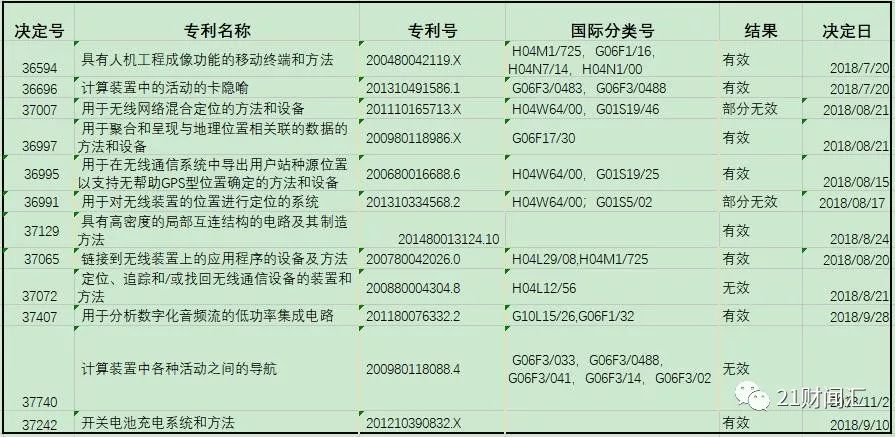 决定号 专利名称 专利号 国际分类号 结果 决定日
36594 具有人机工程成像功能的移动终端和方法 200480042119.X H04M1/725，G06F1/16， 有效 2018/7/20
H04N7/14，H04N1/00
36696 计算装置中的活动的卡隐喻 201310491586.1 G06F3/0483，G06F3/0488 有效 2018/7/20
37007 用于无线网络混合定位的方法和设备 201110165713.X H04W64/00，G01S19/46 部分无效 2018/08/21
36997 用于聚合和呈现与地理位置相关联的数据的 200980118986.X G06F17/30 有效 2018/08/21
方法和设备
36995 用于在无线通信系统中导出用户站种源位置 200680016688.6 H04W64/00，G01S19/25 有效 2018/08/15
以支持无帮助GPS型位置确定的方法和设备
36991 用于对无线装置的位置进行定位的系统 201310334568.2 H04W64/00；G01S5/02 部分无效 2018/08/17
37129 具有高密度的局部互连结构的电路及其制造 201480013124.10 有效 2018/8/24
方法
37065 链接到无线装置上的应用程序的设备及方法 200780042026.0 H04L29/08,H04M1/725 有效 2018/08/20
37072 定位、追踪和/或找回无线通信设备的装置和 200880004304.8 H04L12/56 无效 2018/8/21
方法
37407 用于分析数字化音频流的低功率集成电路 201180076332.2 G10L15/26,G06F1/32 有效 2018/9/28
37740 计算装置中各种活动之间的导航 200980118088.4 G06F3/033，G06F3/0488， 无效
G06F3/041，G06F3/14，G06F3/02
37242 开关电池充电系统和方法 201210390832.X 有效 2018/9/10
21财闻汇